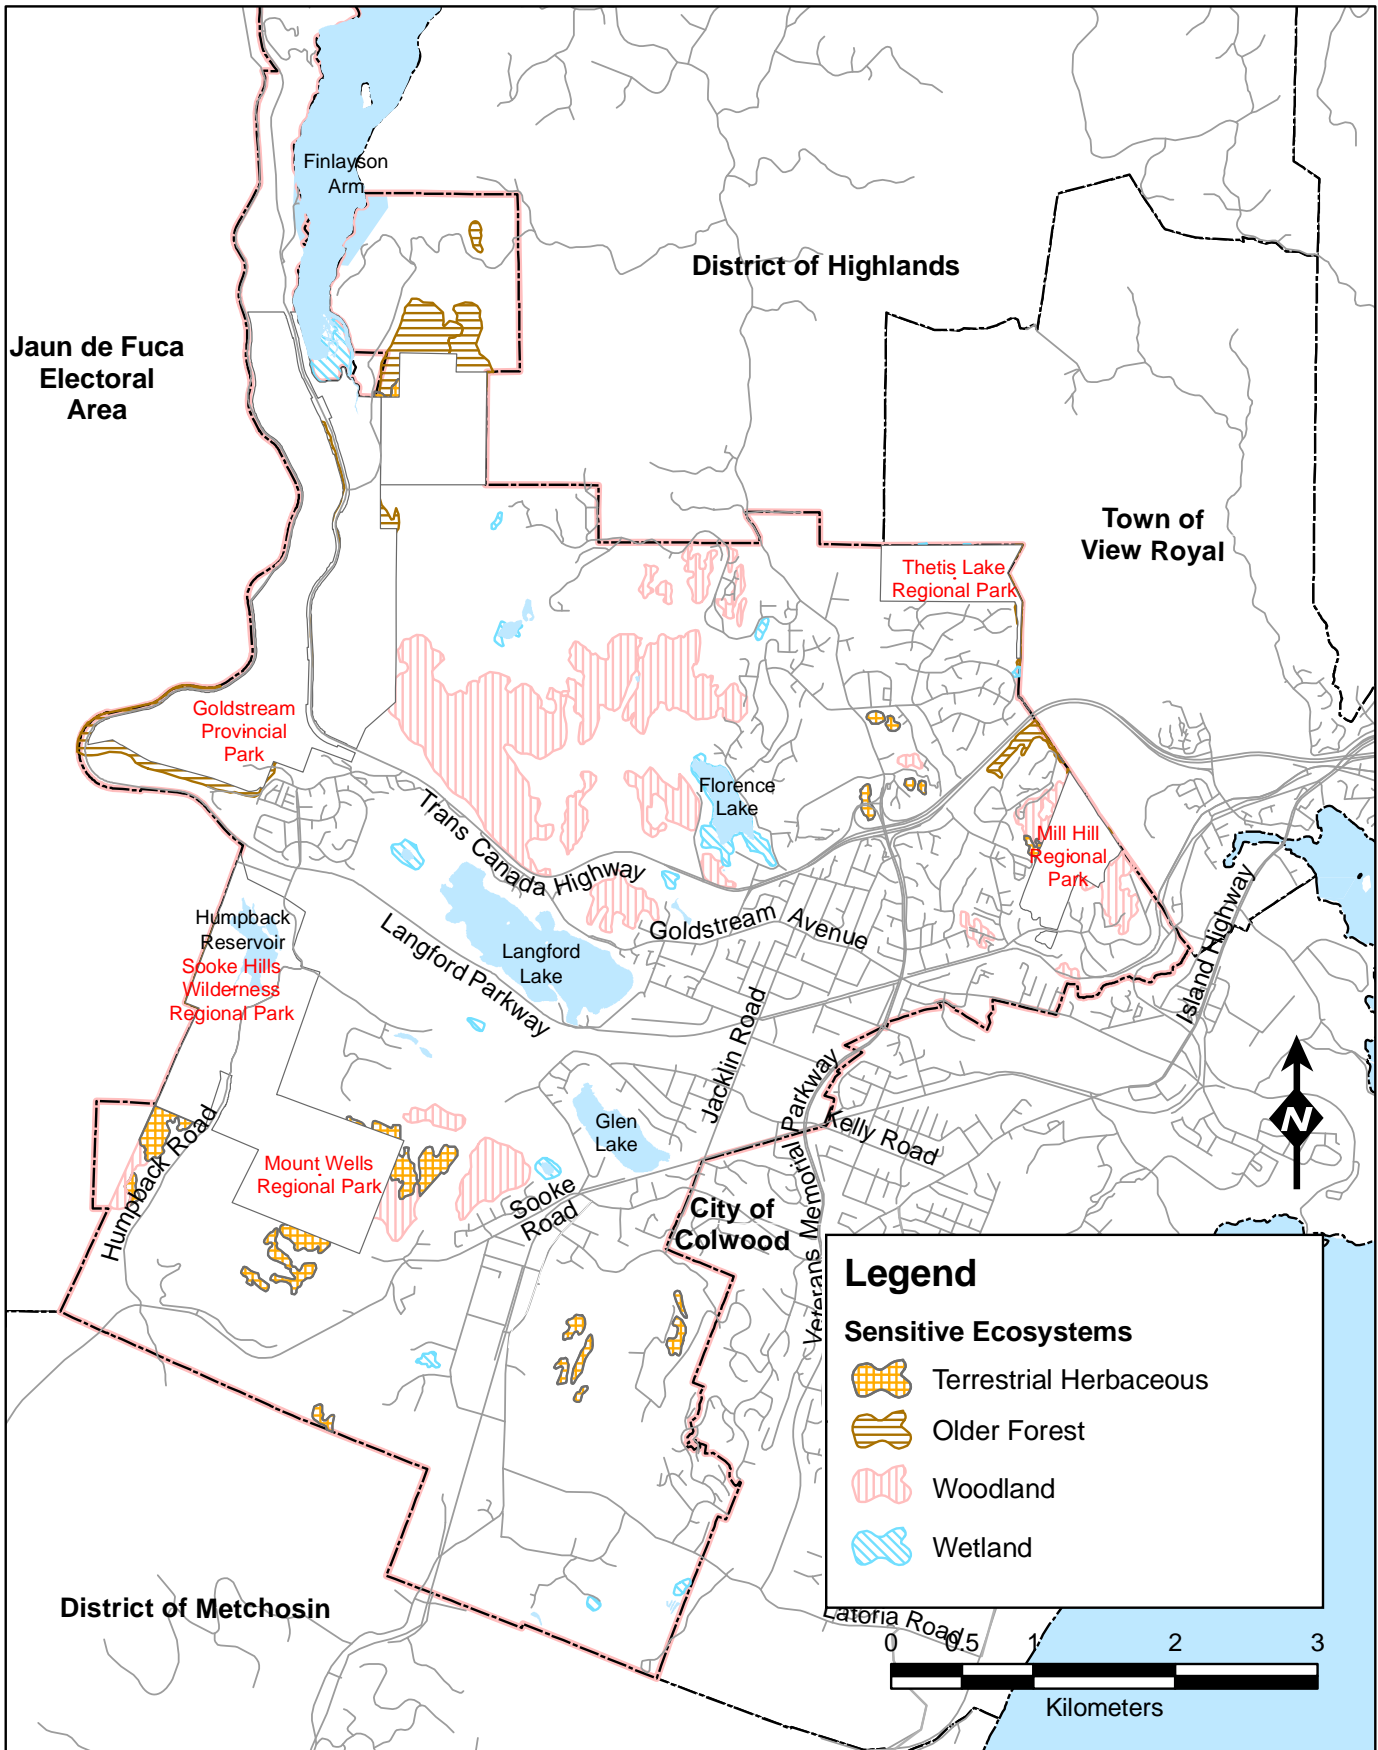 Finlayson
Arm
District of Highlands
Jaun de Fuca
Electoral
Area
Town of
View Royal
Thetis Lake
Regional Park
Goldstream
Provincial
Park
Florence
Lake
Trans Canada Highway
Mill Hill
Regional
Park
Humpback
Reservoir
Sooke Hills
Wilderness
Regional Park
Langford Parkway
Langford
Lake
Goldstream Avenue
Island Highway
Jacklin Road
Veterans Memorial Parkway
Kelly Road
Glen
Lake
Humpback Road
Mount Wells
Regional Park
Sooke
Road
City of
Colwood
N
Legend
Sensitive Ecosystems
Terrestrial Herbaceous
Older Forest
Woodland
Wetland
District of Metchosin
Latoria Road
0 0.5 1 2 3
Kilometers